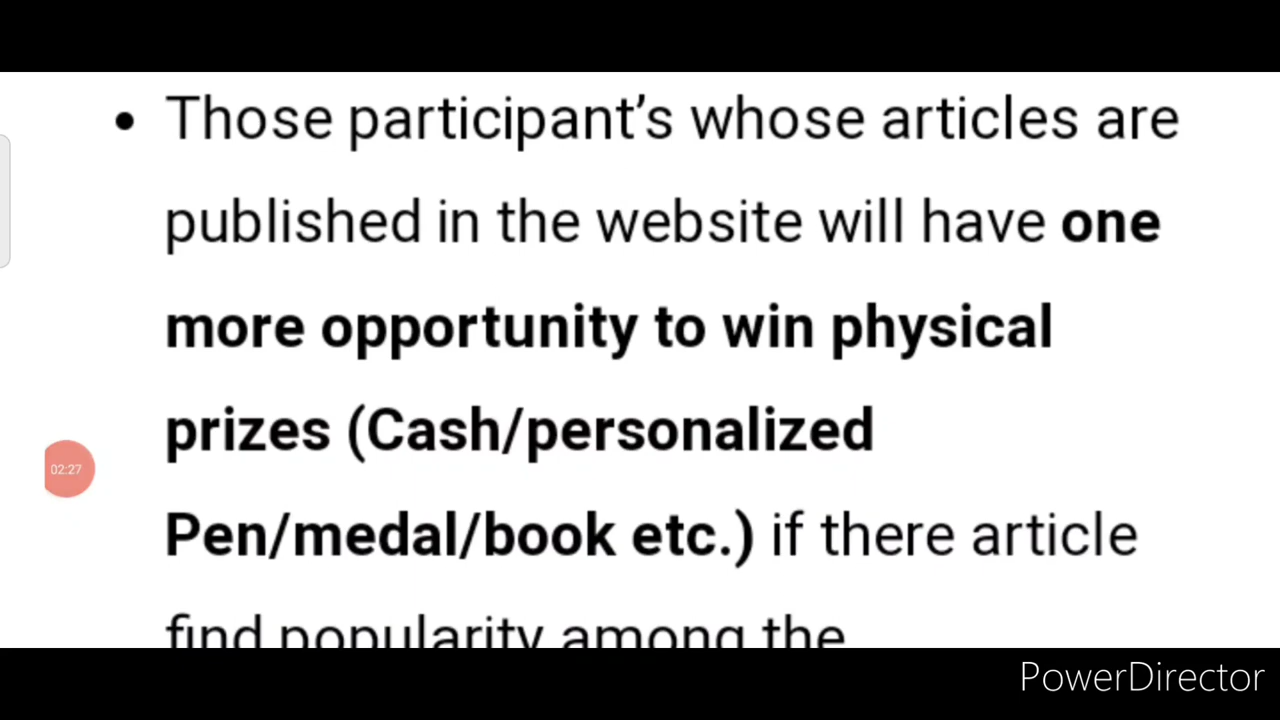 • Those participant’s whose articles are
published in the website will have one
more opportunity to win physical
prizes (Cash/personalized
02:27
Pen/medal/book etc.) if there article
find popularity among the
PowerDirector